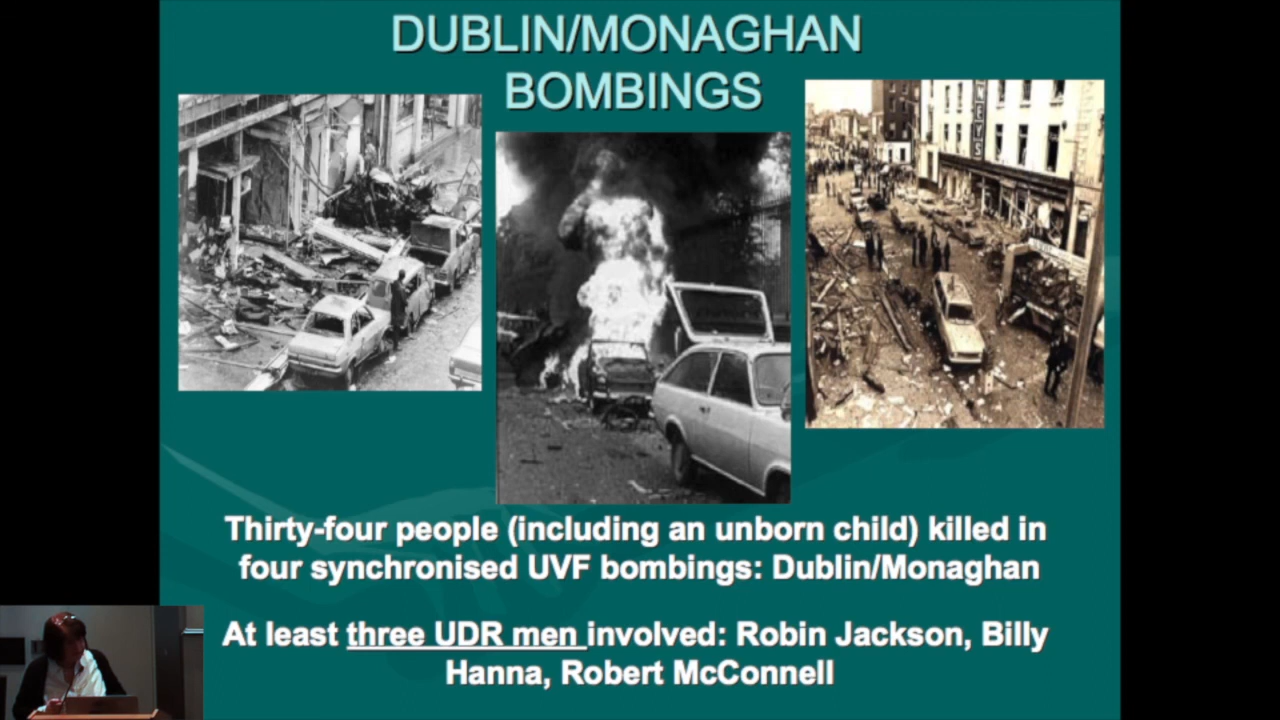 DUBLIN/MONAGHAN
BOMBINGS
NEYS
Thirty-four people (including an unborn child) killed in
four synchronised UVF bombings: Dublin/Monaghan
At least three UDR men involved: Robin Jackson, Billy
Hanna, Robert McConnell